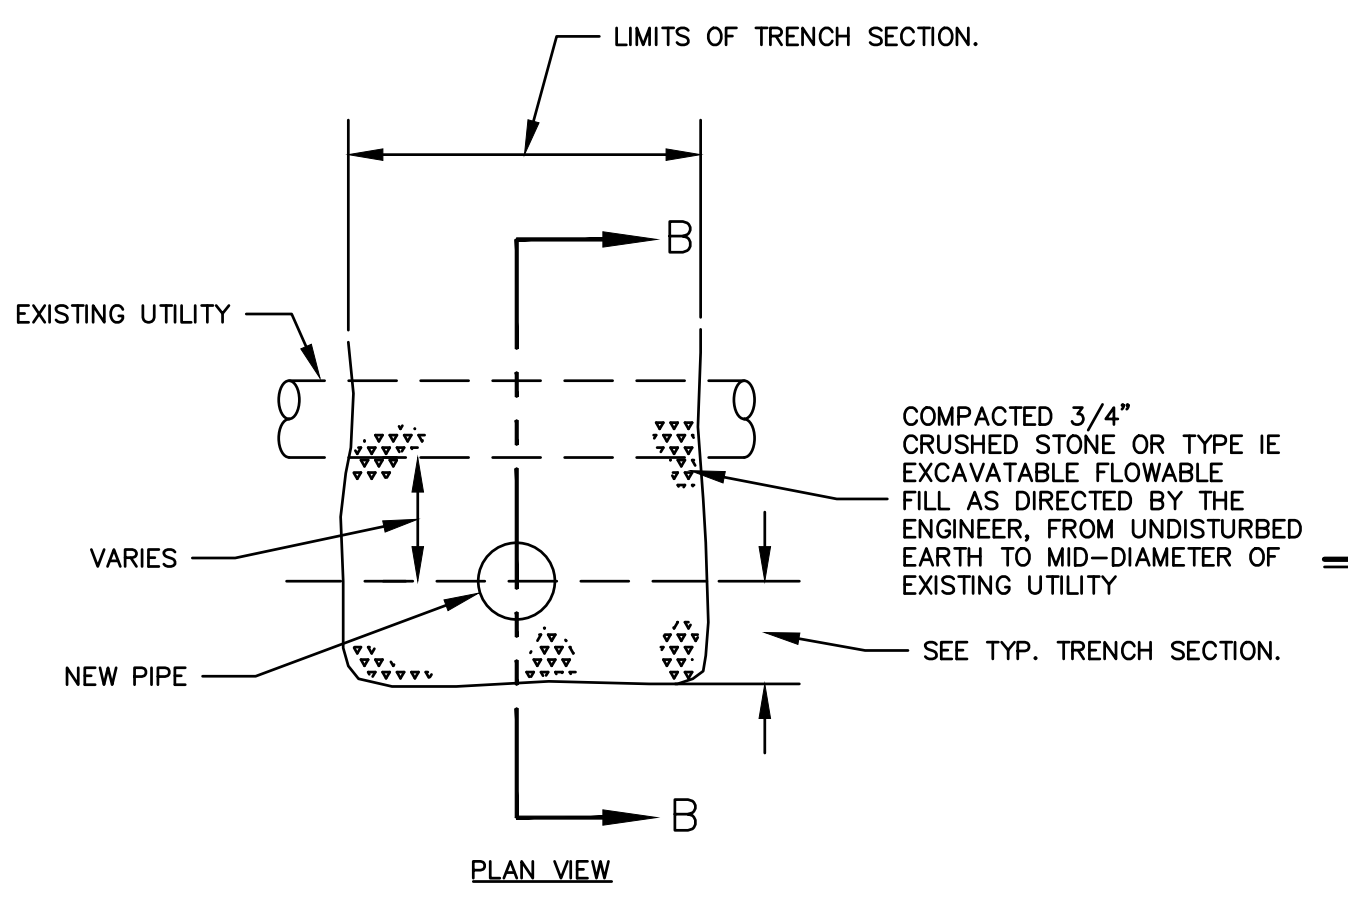 LIMITS OF TRENCH SECTION.
B
EXISTING UTILITY
COMPACTED 3/4"
CRUSHED STONE OR TYPE IE
EXCAVATABLE FLOWABLE
FILL AS DIRECTED BY THE
ENGINEER, FROM UNDISTURBED
EARTH TO MID-DIAMETER OF
EXISTING UTILITY
VARIES
SEE TYP. TRENCH SECTION.
NEW PIPE
B
PLAN VIEW